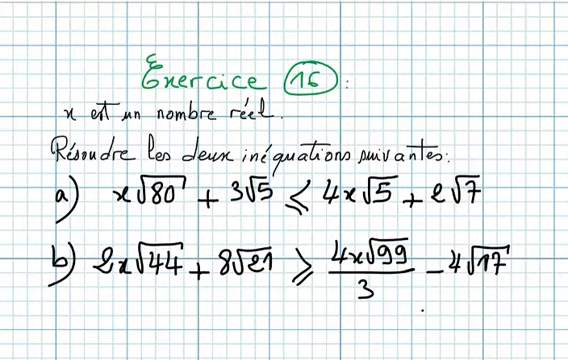 Exercice 16 :
x est un nombre réel.
Résoudre les deux inéquations suivantes:
a) x√80 + 3√5 ⩽ 4x√5 + 2√7
b) 2x√44 + 8√21 ⩾ 4x√99/3 - 4√17